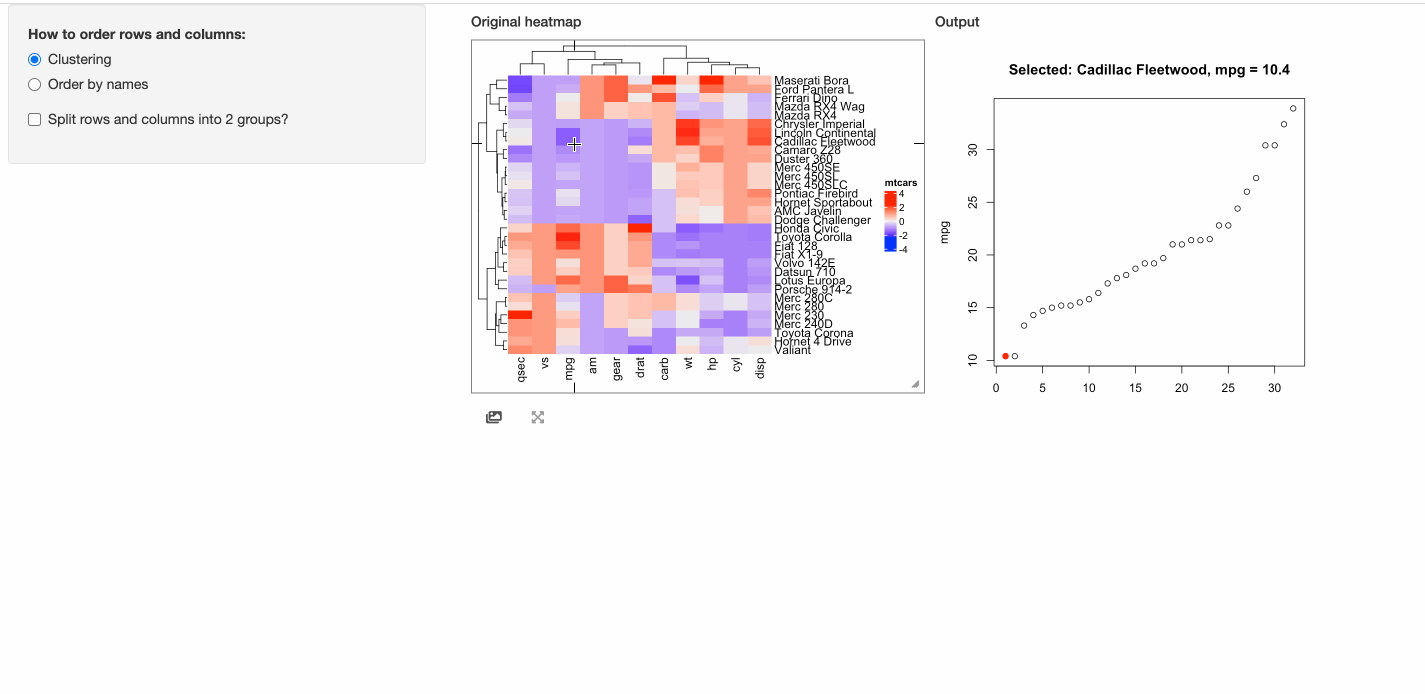 How to order rows and columns:
Clustering
Order by names
Split rows and columns into 2 groups?
Original heatmap
Maserati Bora
Ford Pantera L
Ferrari Dino
Mazda RX4 Wag
Mazda RX4
Chrysler Imperial
Lincoln Continental
Cadillac Fleetwood
Camaro Z28
Duster 360
Merc 450SE
Merc 450SL
Merc 450SLC
Pontiac Firebird
Hornet Sportabout
AMC Javelin
Dodge Challenger
Honda Civic
Toyota Corolla
Fiat 128
Fiat X1-9
Volvo 142E
Datsun 710
Lotus Europa
Porsche 914-2
Merc 280C
Merc 280
Merc 230
Merc 240D
Toyota Corona
Hornet 4 Drive
Valiant
qsec vs mpg am gear drat carb wt hp cyl disp
mtcars
4
2
0
-2
-4
Output
Selected: Cadillac Fleetwood, mpg = 10.4
mpg
30
25
20
15
10
0 5 10 15 20 25 30